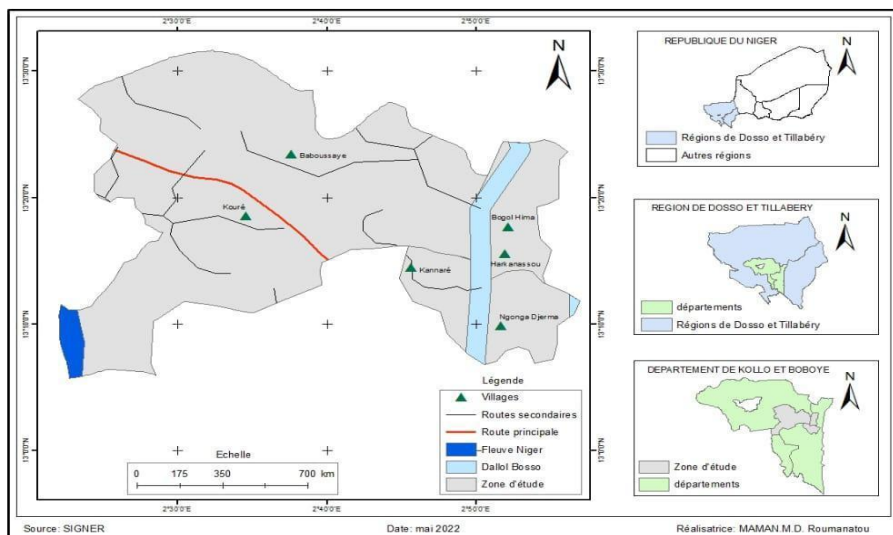 2°30'0"E 2°40'0"E 2°50'0"E
N
Baboussaye
Kouré
Bogol Hima
Harkanassou
Kannaré
Ngonga Djerma
Légende
Villages
Routes secondaires
Route principale
Fleuve Niger
Dallol Bosso
Zone d'étude
Echelle
0 175 350 700 km
2°30'0"E 2°40'0"E 2°50'0"E
REPUBLIQUE DU NIGER
N
Régions de Dosso et Tillabéry
Autres régions
REGION DE DOSSO ET TILLABERY
N
départements
Régions de Dosso et Tillabéry
DEPARTEMENT DE KOLLO ET BOBOYE
N
Zone d'étude
départements
Source: SIGNER Date: mai 2022 Réalisatrice: MAMAN.M.D. Roumanatou